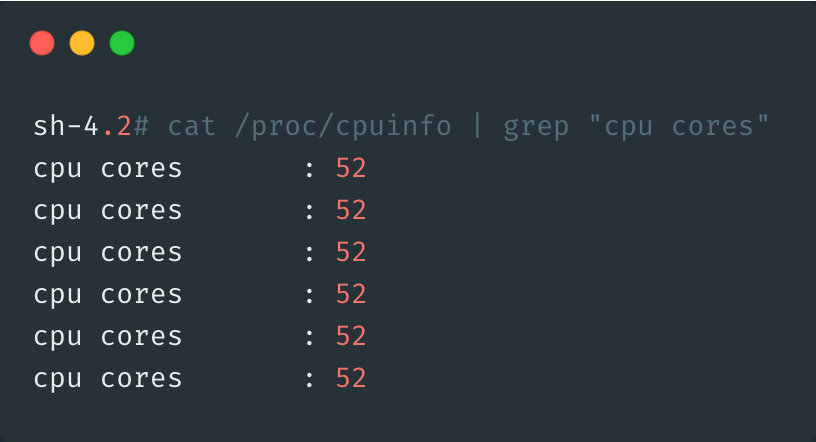 sh-4.2# cat /proc/cpuinfo | grep "cpu cores"
cpu cores       : 52
cpu cores       : 52
cpu cores       : 52
cpu cores       : 52
cpu cores       : 52
cpu cores       : 52